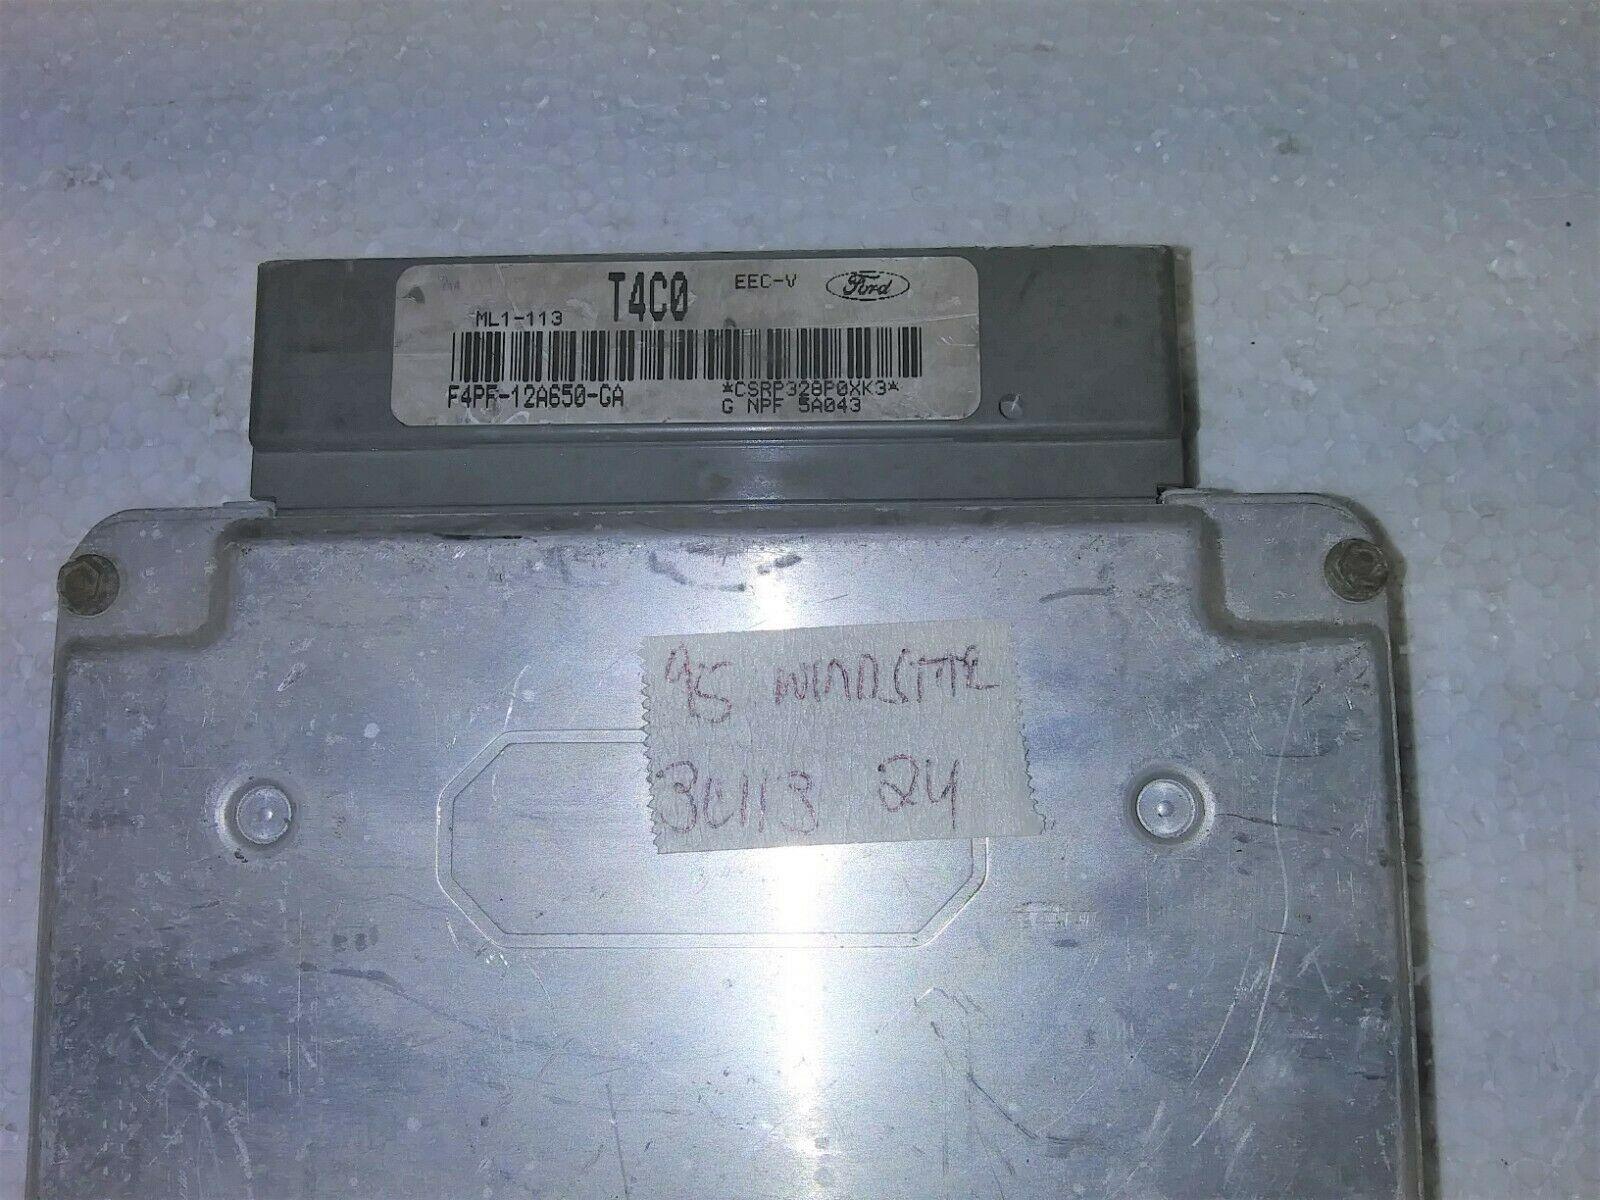 T4C0 EEC-V Ford
ML1-113
F4PF-12A650-GA *CSRP328P0XK3*
G NPF 5A043
95 WINDSTAR
3C113 24